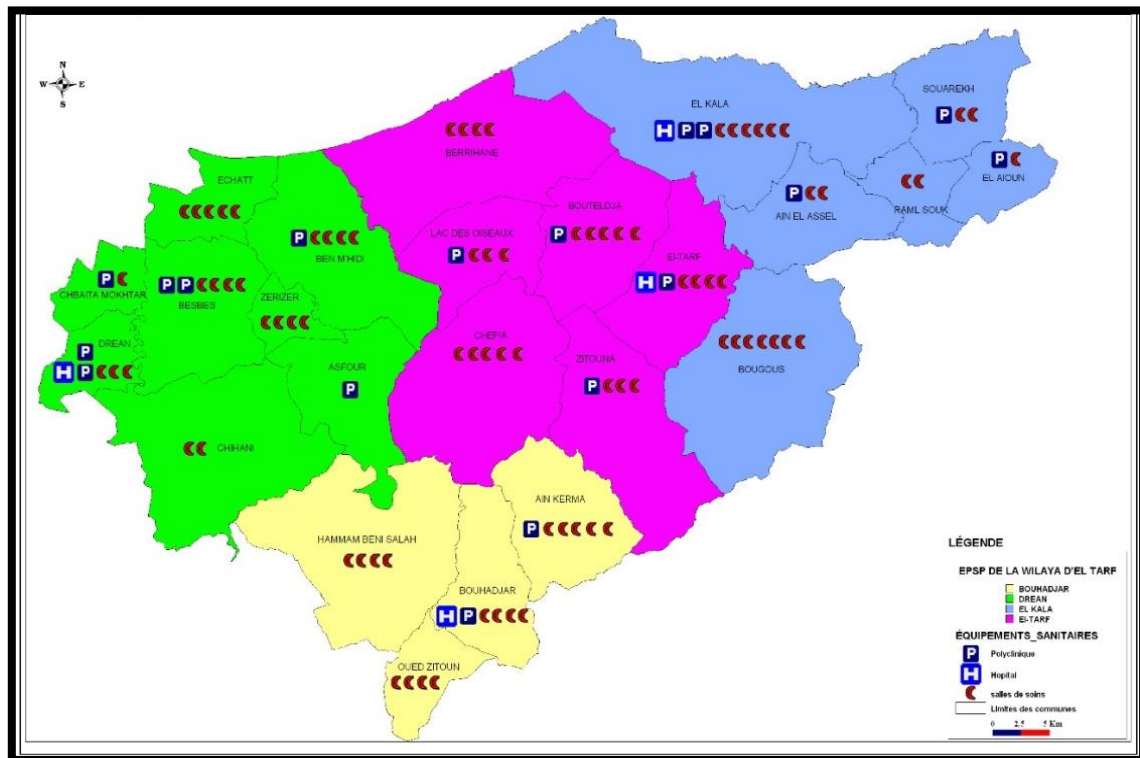 N
W E
S
EL KALA
H P P
SOUAREKH
P
P
EL AIOUN
RAML SOUK
P
AIN EL ASSEL
BERRIHANE
BOUTELDJA
P
LAC DES OISEAUX
P
El-TARF
H P
ECHATT
P
BEN M'HIDI
P
CHBAITA MOKHTAR
P P
BESBES
ZERIZER
DREAN
P
H P
ASFOUR
P
CHEFIA
ZITOUNA
P
BOUGOUS
CHIHANI
AIN KERMA
P
HAMMAM BENI SALAH
BOUHADJAR
H P
OUED ZITOUN
LÉGENDE
EPSP DE LA WILAYA D'EL TARF
BOUHADJAR
DREAN
EL KALA
El-TARF
ÉQUIPEMENTS_SANITAIRES
P Polyclinique
H Hopital
salles de soins
Limites des communes
0 2.5 5 Km